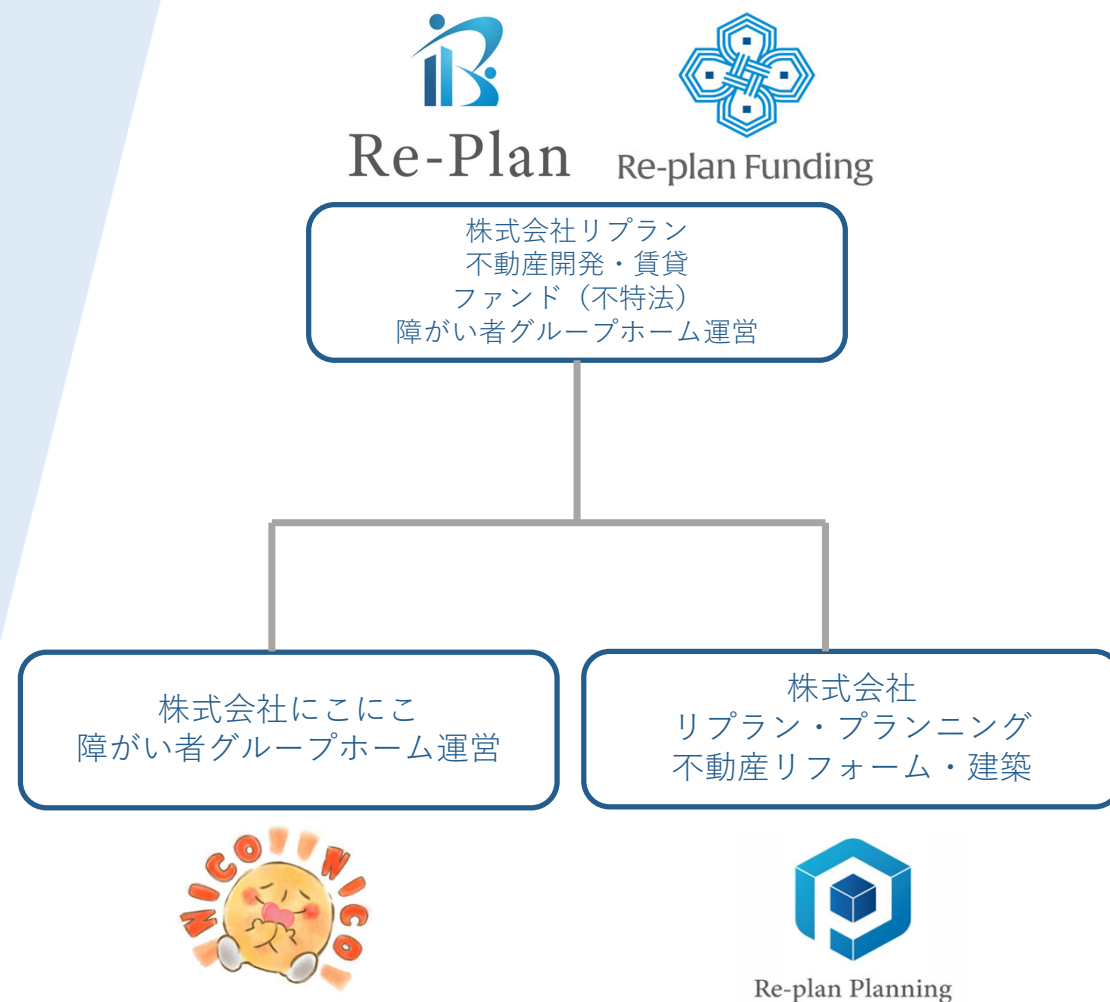 Re-Plan
Re-plan Funding
株式会社リプラン
不動産開発・賃貸
ファンド（不特法）
障がい者グループホーム運営
株式会社にこにこ
障がい者グループホーム運営
株式会社
リプラン・プランニング
不動産リフォーム・建築
NICO NICO
Re-plan Planning